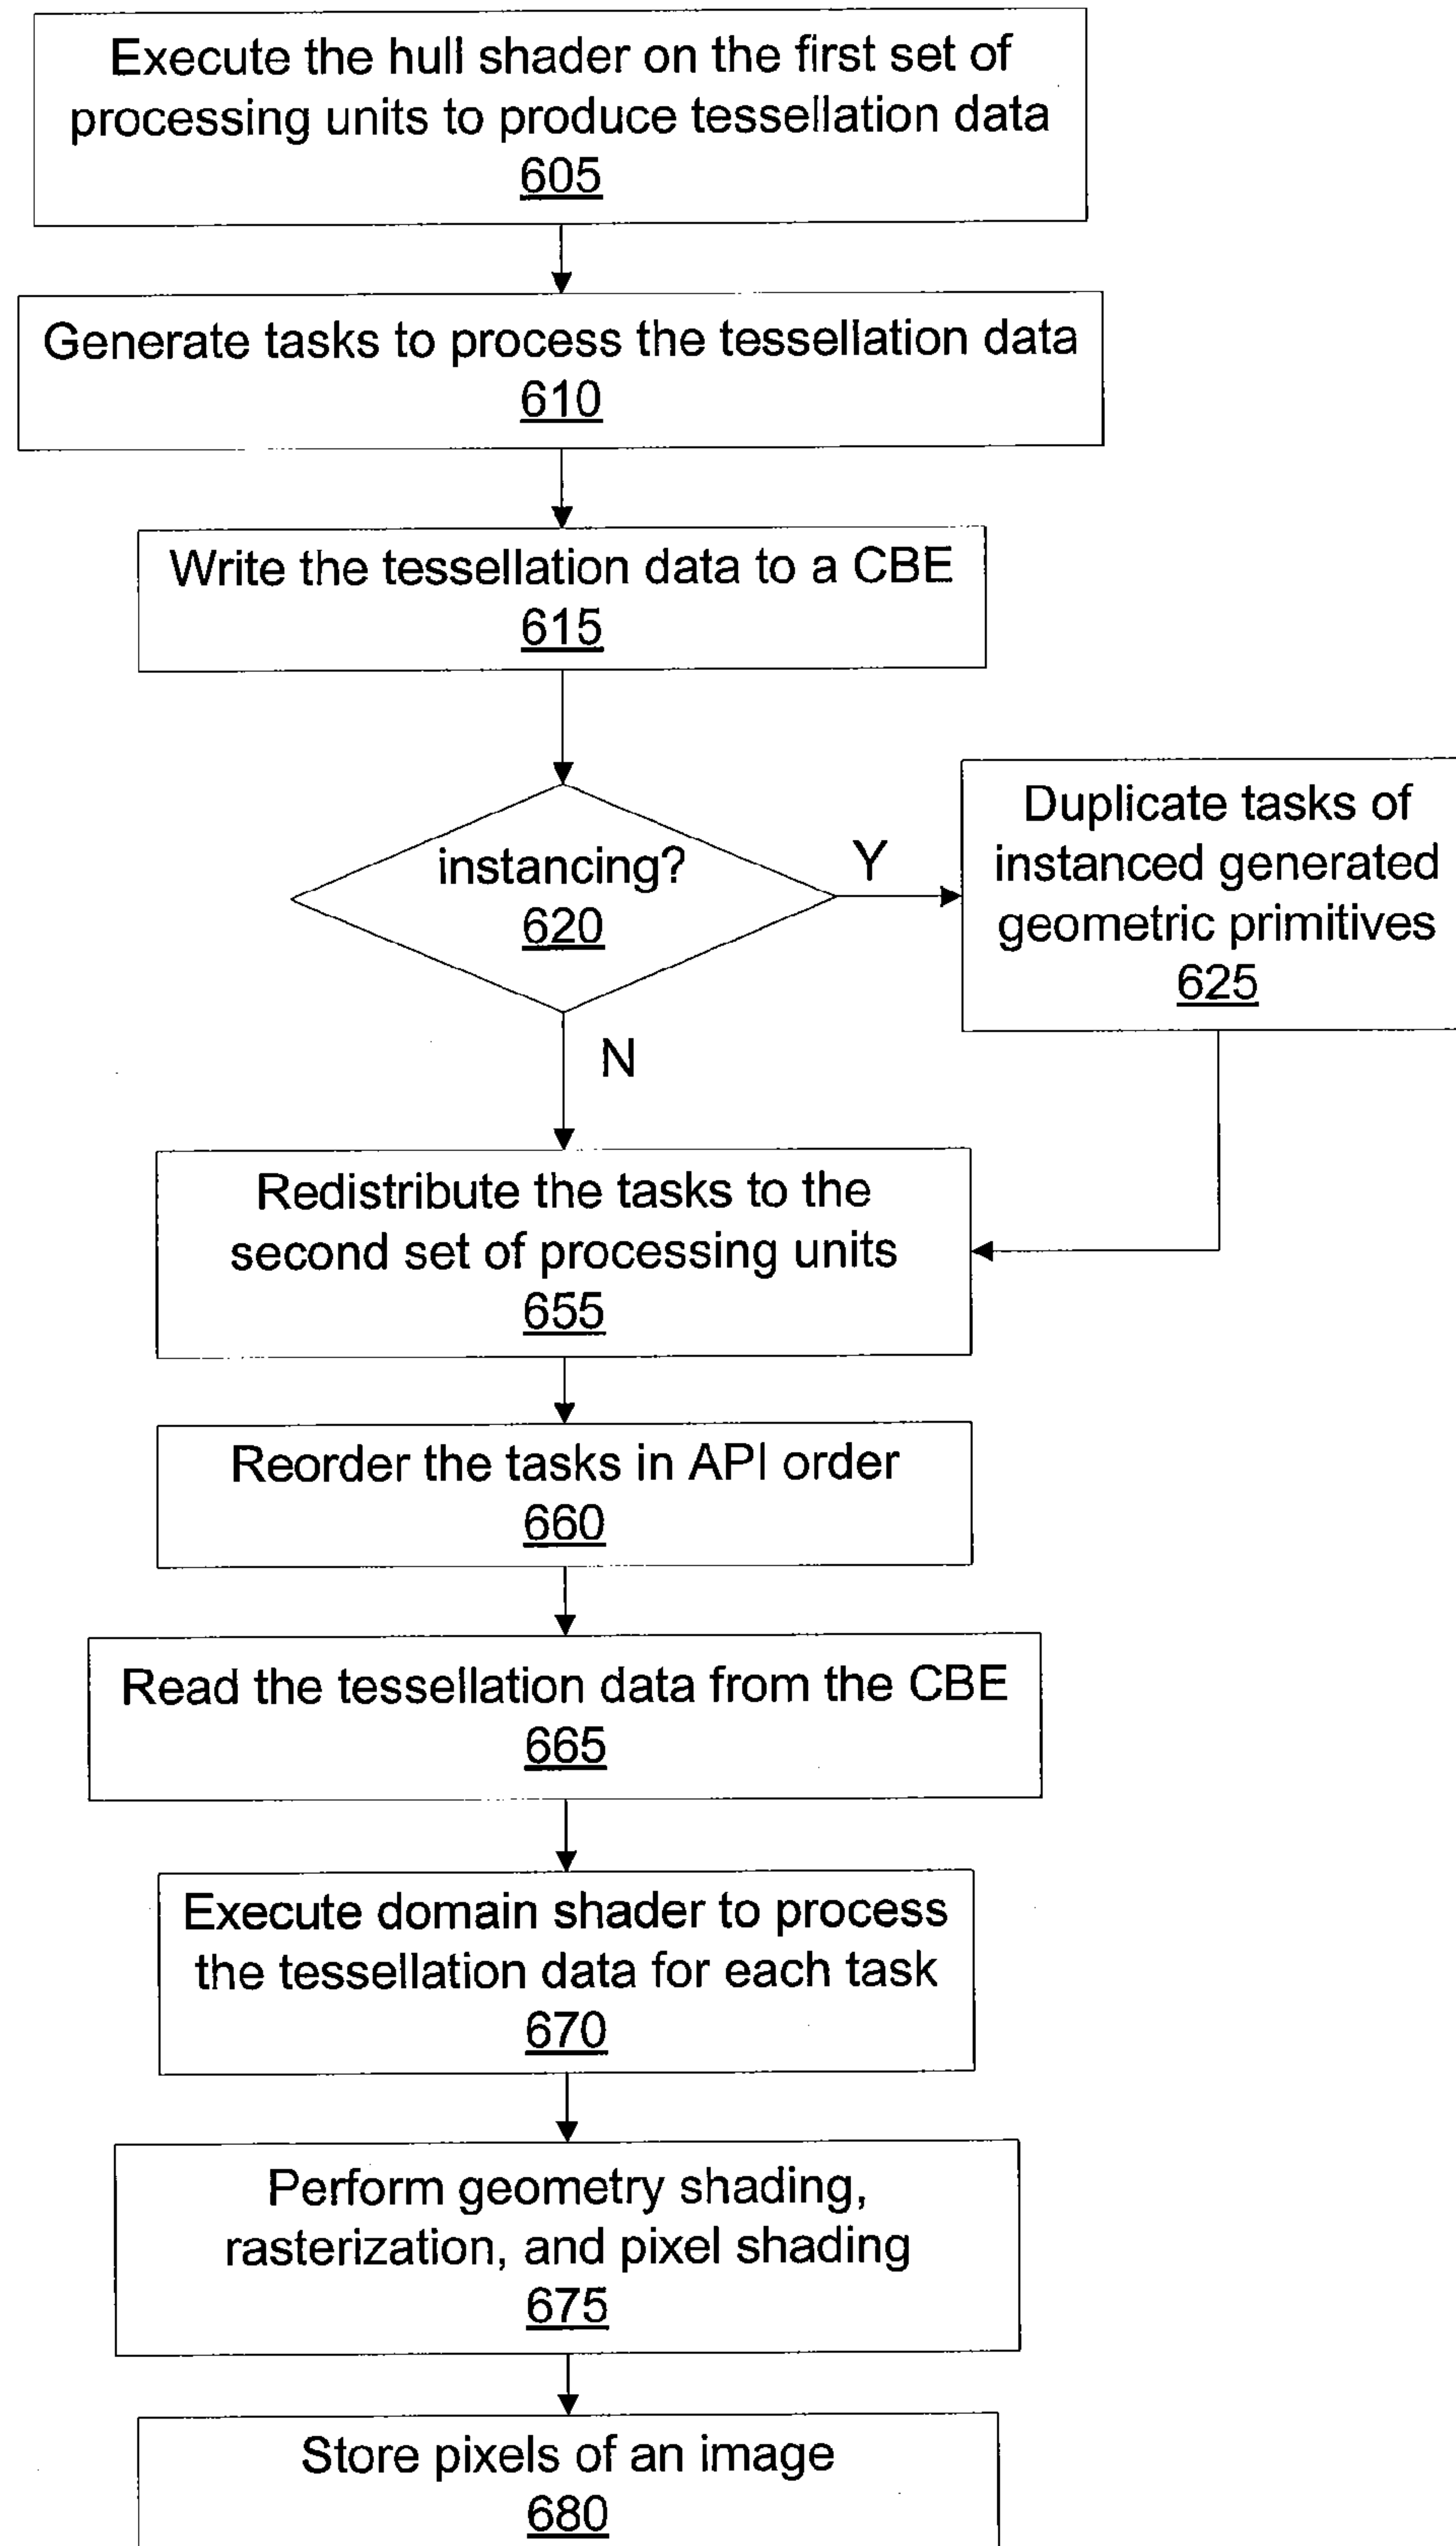 Execute the hull shader on the first set of
processing units to produce tessellation data
605
Generate tasks to process the tessellation data
610
Write the tessellation data to a CBE
615
instancing?
620
Y
Duplicate tasks of
instanced generated
geometric primitives
625
N
Redistribute the tasks to the
second set of processing units
655
Reorder the tasks in API order
660
Read the tessellation data from the CBE
665
Execute domain shader to process
the tessellation data for each task
670
Perform geometry shading,
rasterization, and pixel shading
675
Store pixels of an image
680